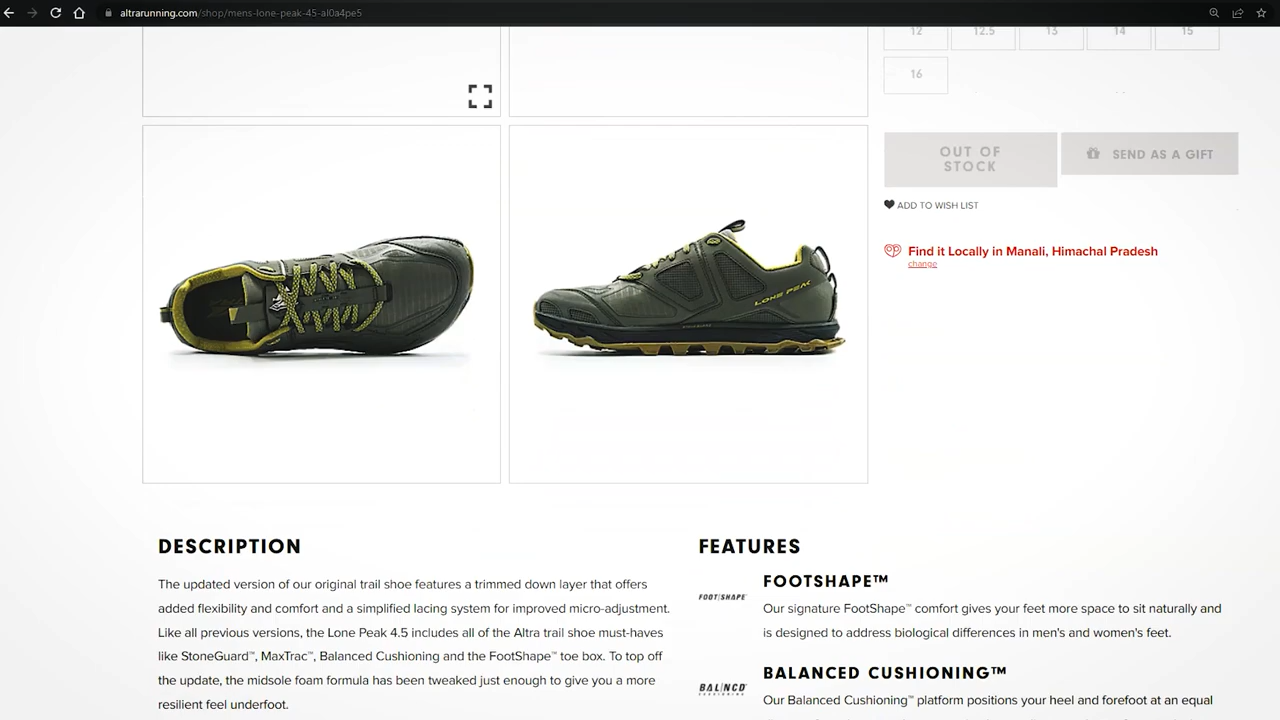 altrarunning.com/shop/mens-lone-peak-45-al0a4pe5
12 12.5 13 14 15
16
OUT OF
STOCK
SEND AS A GIFT
ADD TO WISH LIST
Find it Locally in Manali, Himachal Pradesh
change
LONE PEAK
DESCRIPTION
The updated version of our original trail shoe features a trimmed down layer that offers
added flexibility and comfort and a simplified lacing system for improved micro-adjustment.
Like all previous versions, the Lone Peak 4.5 includes all of the Altra trail shoe must-haves
like StoneGuard™, MaxTrac™, Balanced Cushioning and the FootShape™ toe box. To top off
the update, the midsole foam formula has been tweaked just enough to give you a more
resilient feel underfoot.
FEATURES
FOOTSHAPE
FOOTSHAPE™
Our signature FootShape™ comfort gives your feet more space to sit naturally and
is designed to address biological differences in men's and women's feet.
BALANCED CUSHIONING™
Our Balanced Cushioning™ platform positions your heel and forefoot at an equal